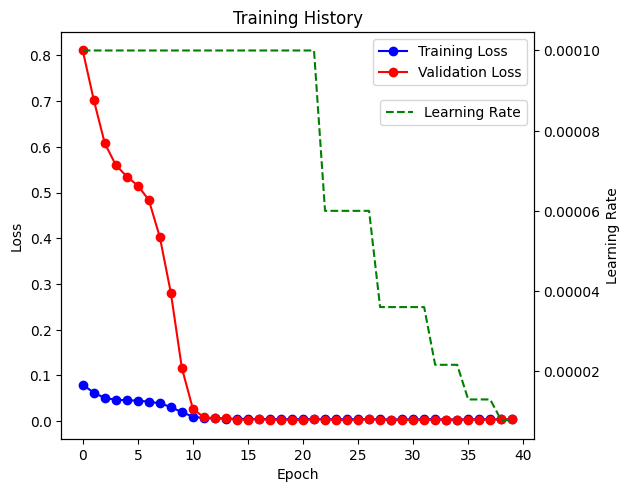 Training History
Training Loss
Validation Loss
Learning Rate
0.8
0.7
0.6
0.5
0.4
0.3
0.2
0.1
0.0
Loss
0.00010
0.00008
0.00006
0.00004
0.00002
Learning Rate
0 5 10 15 20 25 30 35 40
Epoch